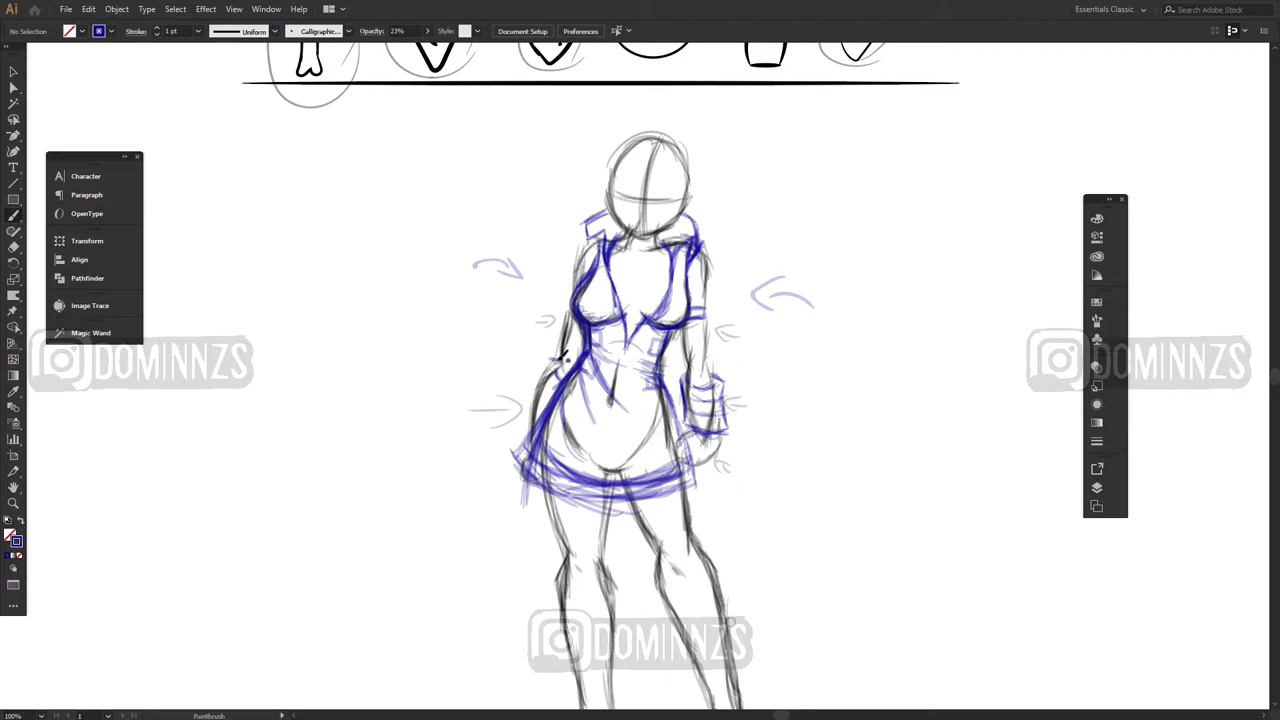 Ai File Edit Object Type Select Effect View Window Help Essentials Classic Search Adobe Stock
No Selection Stroke: 1 pt Uniform Calligraphic... Opacity: 23% Style: Document Setup Preferences
Character
Paragraph
OpenType
Transform
Align
Pathfinder
Image Trace
Magic Wand
DOMINNZS
DOMINNZS
DOMINNZS
100% 1 Paintbrush